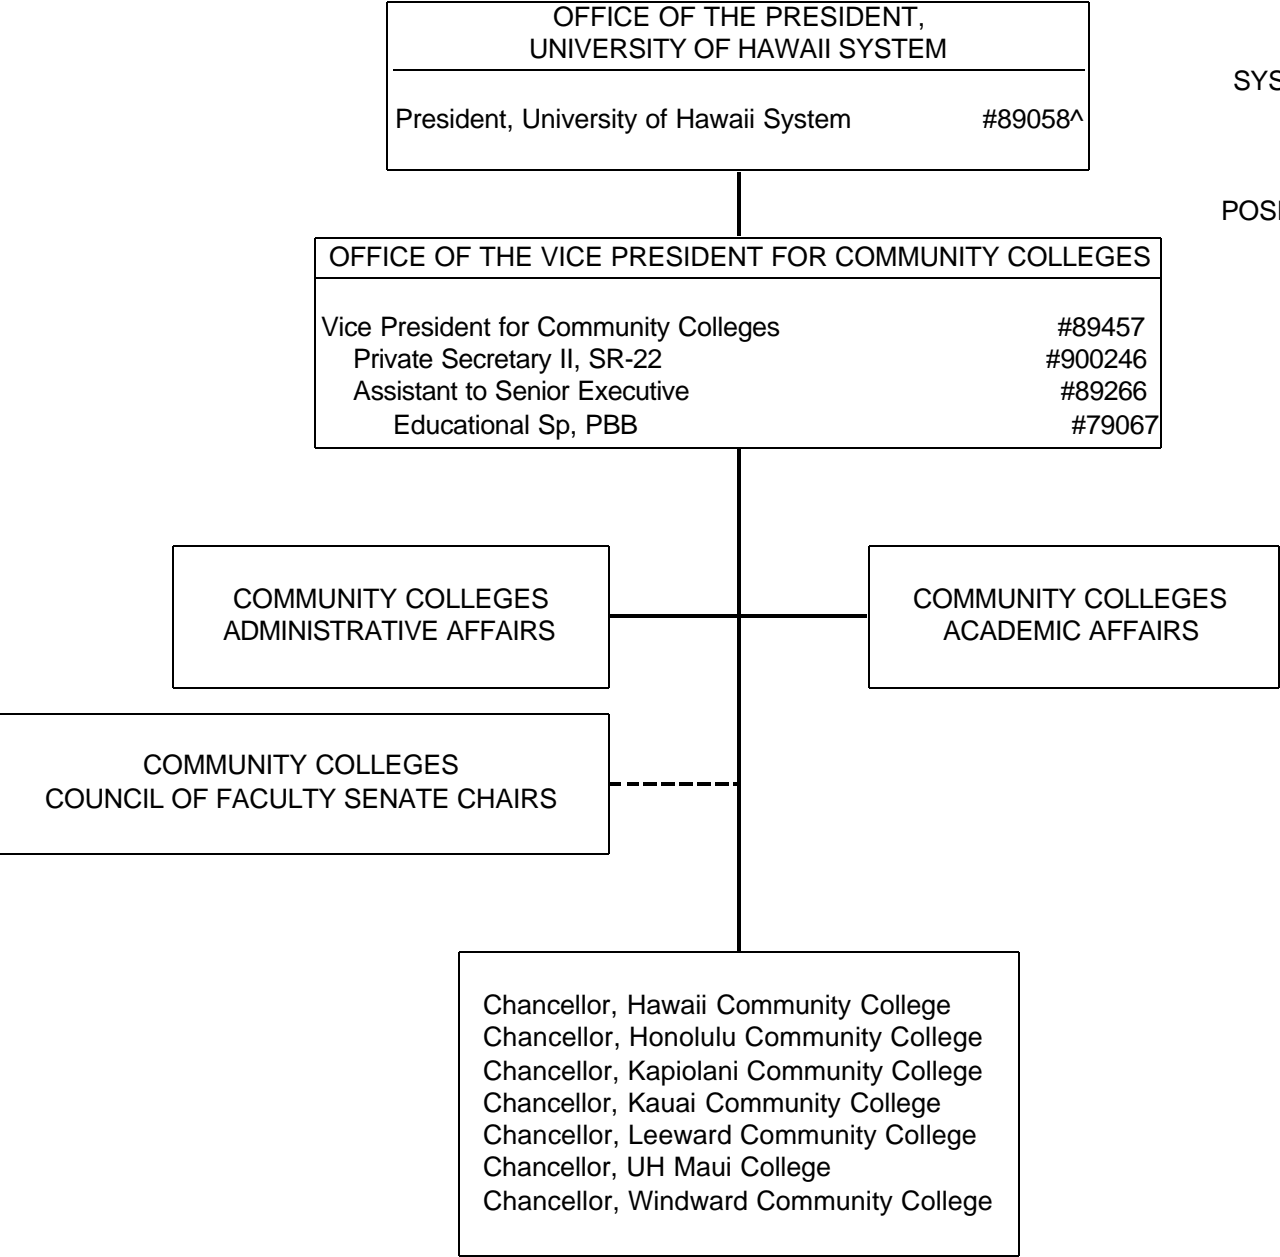 OFFICE OF THE PRESIDENT,
UNIVERSITY OF HAWAII SYSTEM
President, University of Hawaii System #89058^
OFFICE OF THE VICE PRESIDENT FOR COMMUNITY COLLEGES
Vice President for Community Colleges #89457
Private Secretary II, SR-22 #900246
Assistant to Senior Executive #89266
Educational Sp, PBB #79067
COMMUNITY COLLEGES
ADMINISTRATIVE AFFAIRS
COMMUNITY COLLEGES
ACADEMIC AFFAIRS
COMMUNITY COLLEGES
COUNCIL OF FACULTY SENATE CHAIRS
Chancellor, Hawaii Community College
Chancellor, Honolulu Community College
Chancellor, Kapiolani Community College
Chancellor, Kauai Community College
Chancellor, Leeward Community College
Chancellor, UH Maui College
Chancellor, Windward Community College